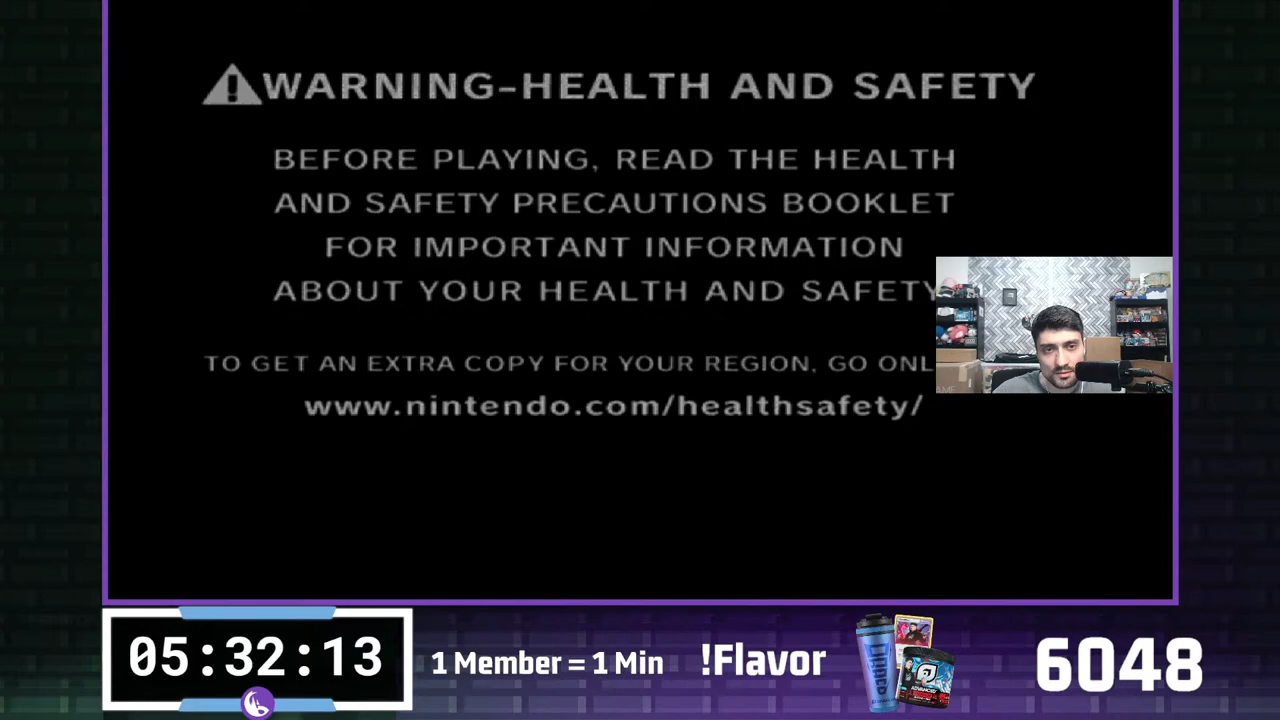 WARNING-HEALTH AND SAFETY
BEFORE PLAYING, READ THE HEALTH
AND SAFETY PRECAUTIONS BOOKLET
FOR IMPORTANT INFORMATION
ABOUT YOUR HEALTH AND SAFETY
TO GET AN EXTRA COPY FOR YOUR REGION, GO
www.nintendo.com/healthsafety/
05:32:13
1 Member = 1 Min
!Flavor
6048